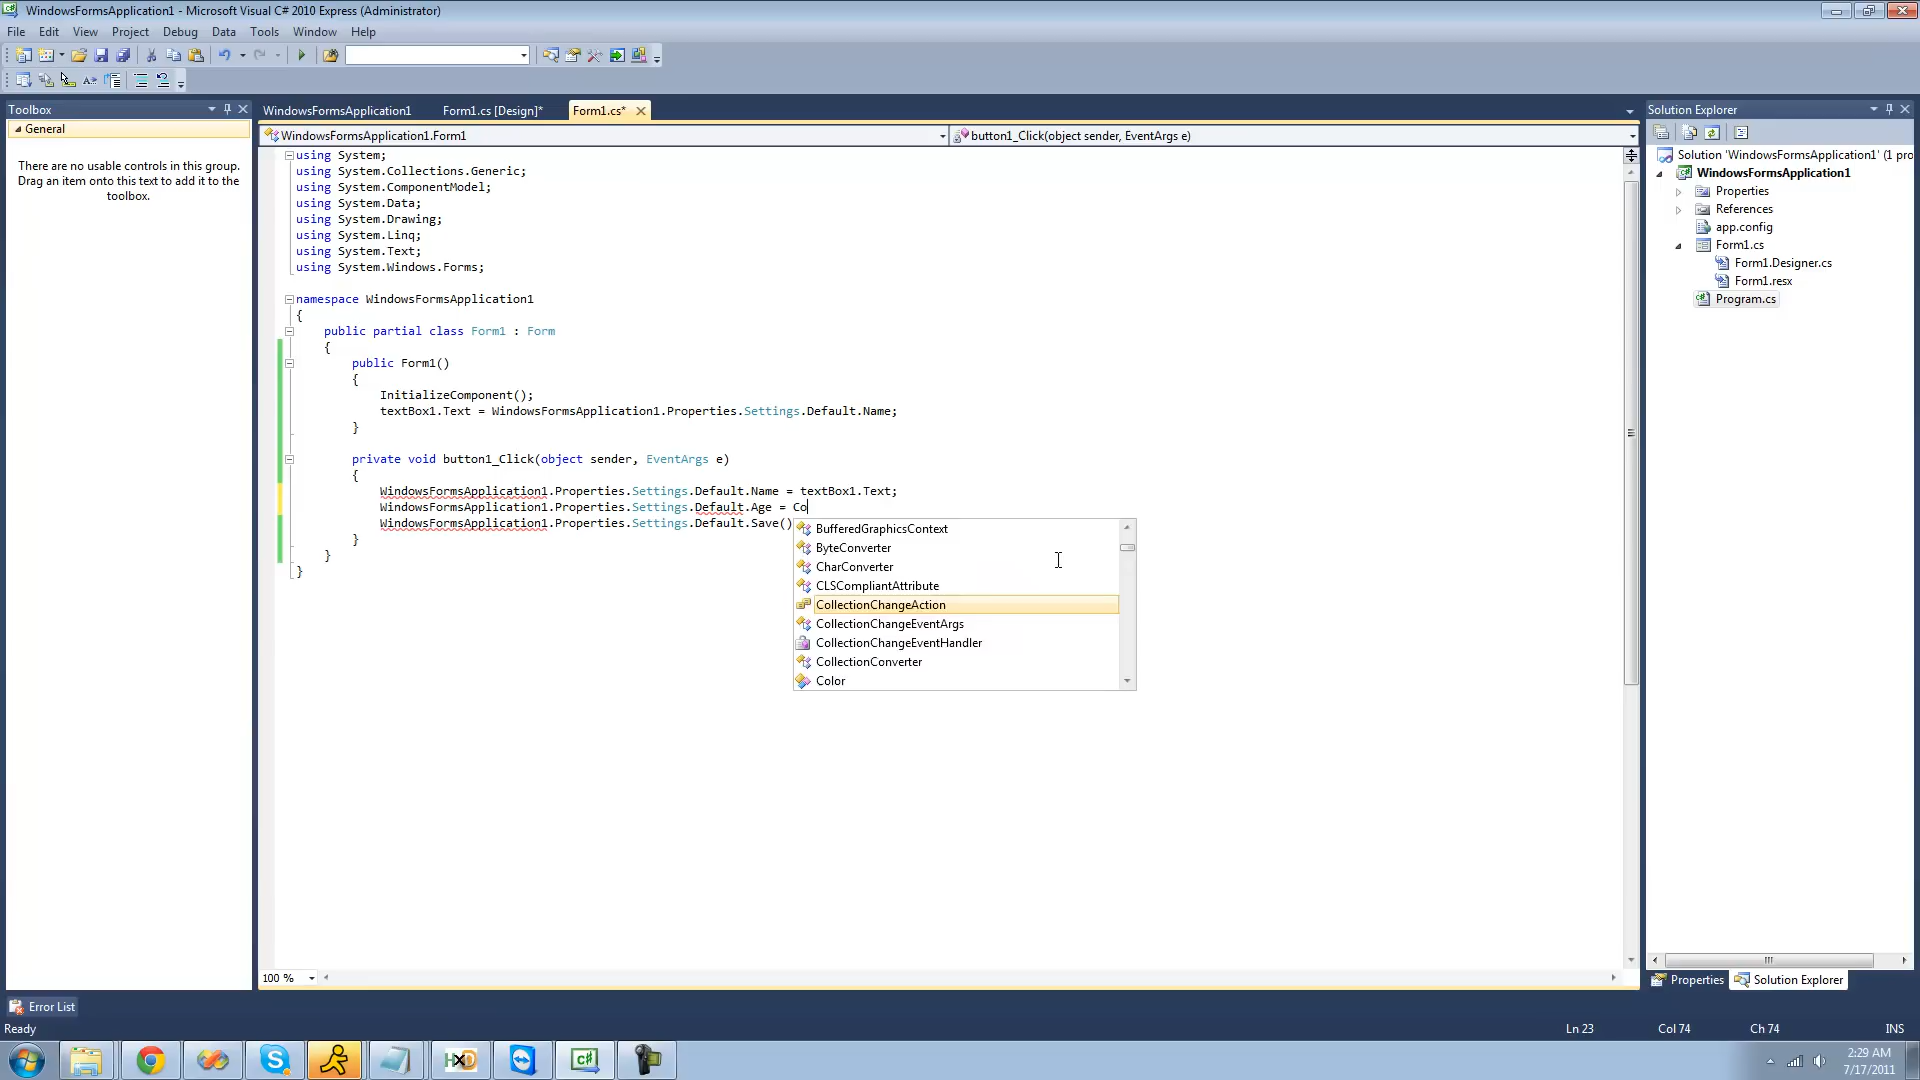 WindowsFormsApplication1 - Microsoft Visual C# 2010 Express (Administrator)
File Edit View Project Debug Data Tools Window Help
Toolbox
General
There are no usable controls in this group.
Drag an item onto this text to add it to the
toolbox.
WindowsFormsApplication1 Form1.cs [Design]* Form1.cs*
WindowsFormsApplication1.Form1 button1_Click(object sender, EventArgs e)
using System;
using System.Collections.Generic;
using System.ComponentModel;
using System.Data;
using System.Drawing;
using System.Linq;
using System.Text;
using System.Windows.Forms;
namespace WindowsFormsApplication1
{
public partial class Form1 : Form
{
public Form1()
{
InitializeComponent();
textBox1.Text = WindowsFormsApplication1.Properties.Settings.Default.Name;
}
private void button1_Click(object sender, EventArgs e)
{
WindowsFormsApplication1.Properties.Settings.Default.Name = textBox1.Text;
WindowsFormsApplication1.Properties.Settings.Default.Age = Co
WindowsFormsApplication1.Properties.Settings.Default.Save()
}
}
}
BufferedGraphicsContext
ByteConverter
CharConverter
CLSCompliantAttribute
CollectionChangeAction
CollectionChangeEventArgs
CollectionChangeEventHandler
CollectionConverter
Color
100 %
Solution Explorer
Solution 'WindowsFormsApplication1' (1 pro
WindowsFormsApplication1
Properties
References
app.config
Form1.cs
Form1.Designer.cs
Form1.resx
Program.cs
Properties Solution Explorer
Error List
Ready Ln 23 Col 74 Ch 74 INS
2:29 AM
7/17/2011